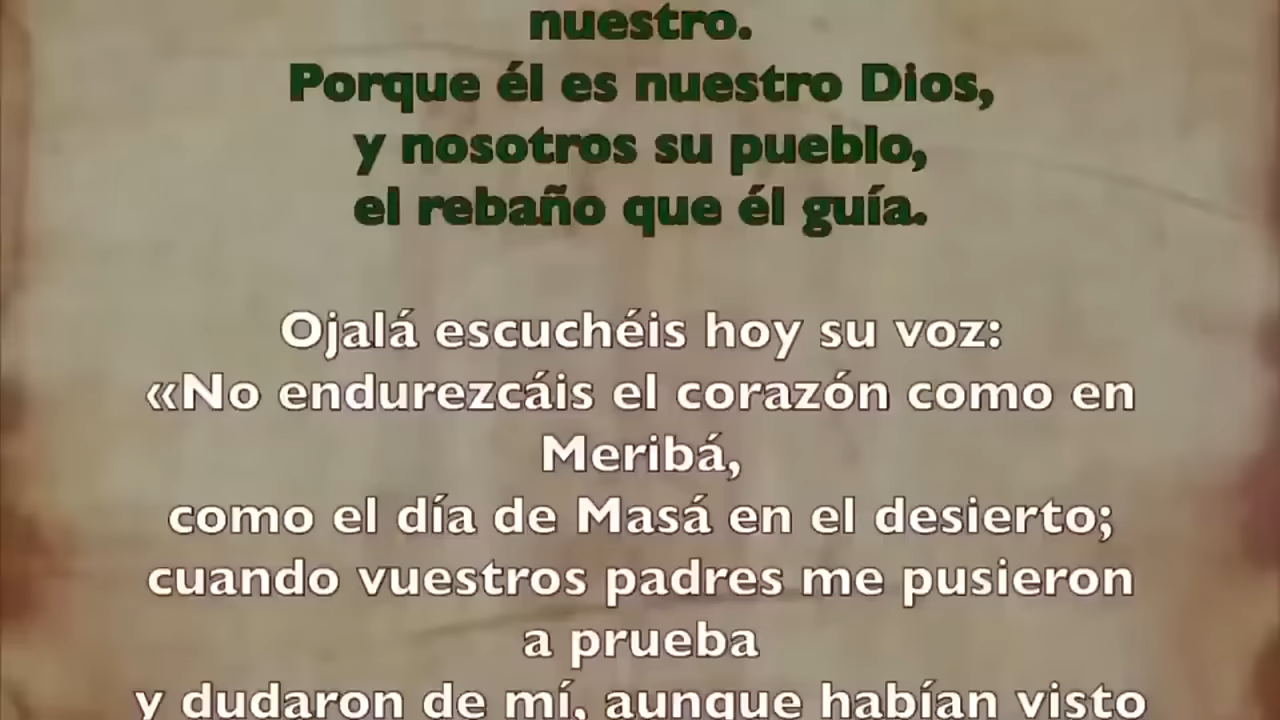 nuestro.
Porque él es nuestro Dios,
y nosotros su pueblo,
el rebaño que él guía.
Ojalá escuchéis hoy su voz:
«No endurezcáis el corazón como en
Meribá,
como el día de Masá en el desierto;
cuando vuestros padres me pusieron
a prueba
y dudaron de mí, aunque habían visto